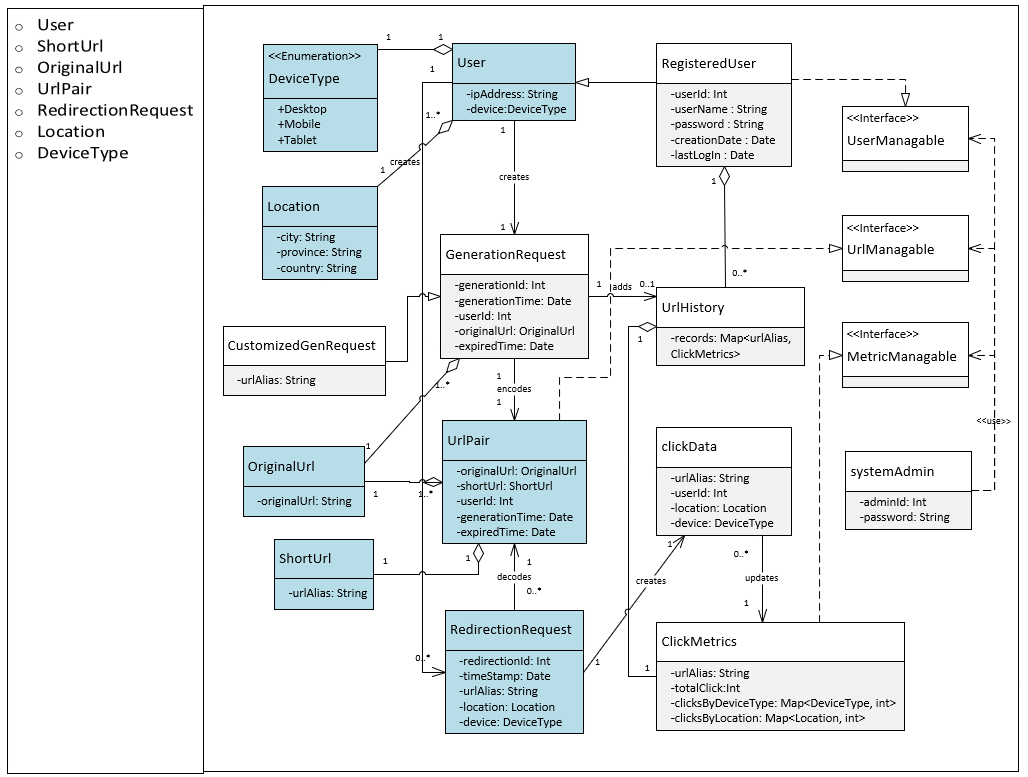 User
ShortUrl
OriginalUrl
UrlPair
RedirectionRequest
Location
DeviceType
<<Enumeration>>
DeviceType
+Desktop
+Mobile
+Tablet
1
1
User
-ipAddress: String
-device:DeviceType
1
1..*
1
creates
1
creates
1
RegisteredUser
-userId: Int
-userName : String
-password : String
-creationDate : Date
-lastLogIn : Date
1
0..*
<<Interface>>
UserManagable
<<Interface>>
UrlManagable
<<Interface>>
MetricManagable
<<use>>
systemAdmin
-adminId: Int
-password: String
Location
-city: String
-province: String
-country: String
GenerationRequest
-generationId: Int
-generationTime: Date
-userId: Int
-originalUrl: OriginalUrl
-expiredTime: Date
1
adds
0..1
UrlHistory
-records: Map<urlAlias,
ClickMetrics>
1
CustomizedGenRequest
-urlAlias: String
1..*
1
encodes
1
1
OriginalUrl
-originalUrl: String
1
1..*
UrlPair
-originalUrl: OriginalUrl
-shortUrl: ShortUrl
-userId: Int
-generationTime: Date
-expiredTime: Date
clickData
-urlAlias: String
-userId: Int
-location: Location
-device: DeviceType
ShortUrl
-urlAlias: String
1
1
1
decodes
0..*
1
creates
1
0..*
updates
1
0..*
RedirectionRequest
-redirectionId: Int
-timeStamp: Date
-urlAlias: String
-location: Location
-device: DeviceType
1
ClickMetrics
-urlAlias: String
-totalClick:Int
-clicksByDeviceType: Map<DeviceType, int>
-clicksByLocation: Map<Location, int>